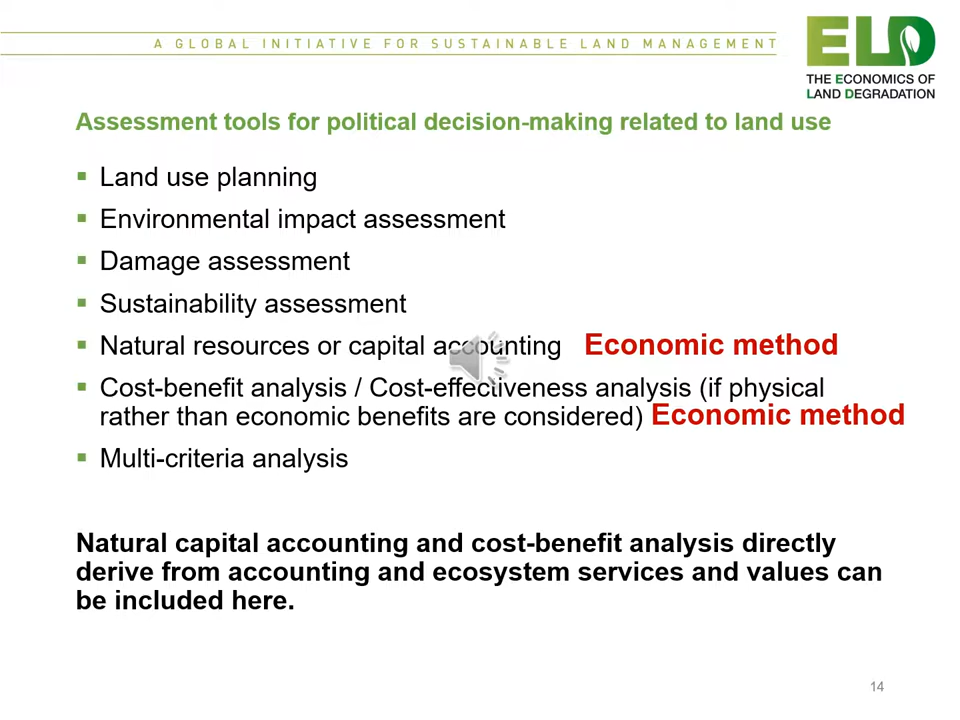 A GLOBAL INITIATIVE FOR SUSTAINABLE LAND MANAGEMENT
ELD
THE ECONOMICS OF
LAND DEGRADATION
Assessment tools for political decision-making related to land use
▪ Land use planning
▪ Environmental impact assessment
▪ Damage assessment
▪ Sustainability assessment
▪ Natural resources or capital accounting Economic method
▪ Cost-benefit analysis / Cost-effectiveness analysis (if physical
rather than economic benefits are considered) Economic method
▪ Multi-criteria analysis
Natural capital accounting and cost-benefit analysis directly
derive from accounting and ecosystem services and values can
be included here.
14